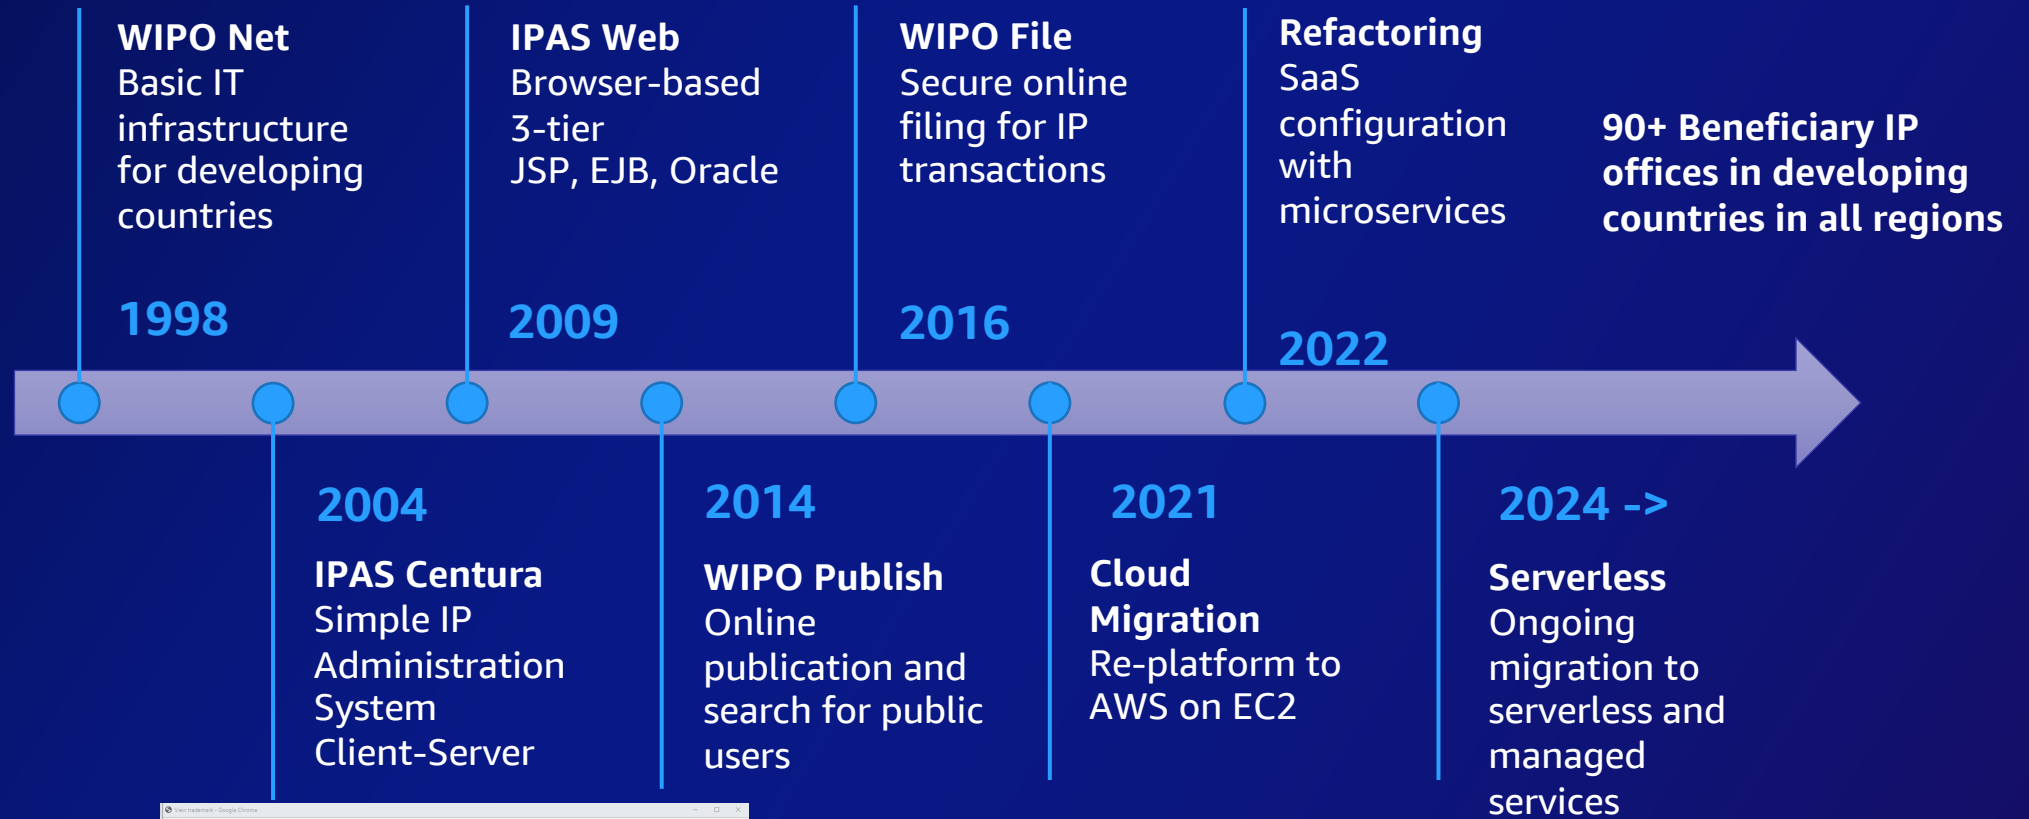 WIPO Net
Basic IT
infrastructure
for developing
countries
1998
IPAS Web
Browser-based
3-tier
JSP, EJB, Oracle
2009
WIPO File
Secure online
filing for IP
transactions
2016
Refactoring
SaaS
configuration
with
microservices
2022
90+ Beneficiary IP
offices in developing
countries in all regions
2004
IPAS Centura
Simple IP
Administration
System
Client-Server
2014
WIPO Publish
Online
publication and
search for public
users
2021
Cloud
Migration
Re-platform to
AWS on EC2
2024 ->
Serverless
Ongoing
migration to
serverless and
managed
services
View trademark - Google Chrome